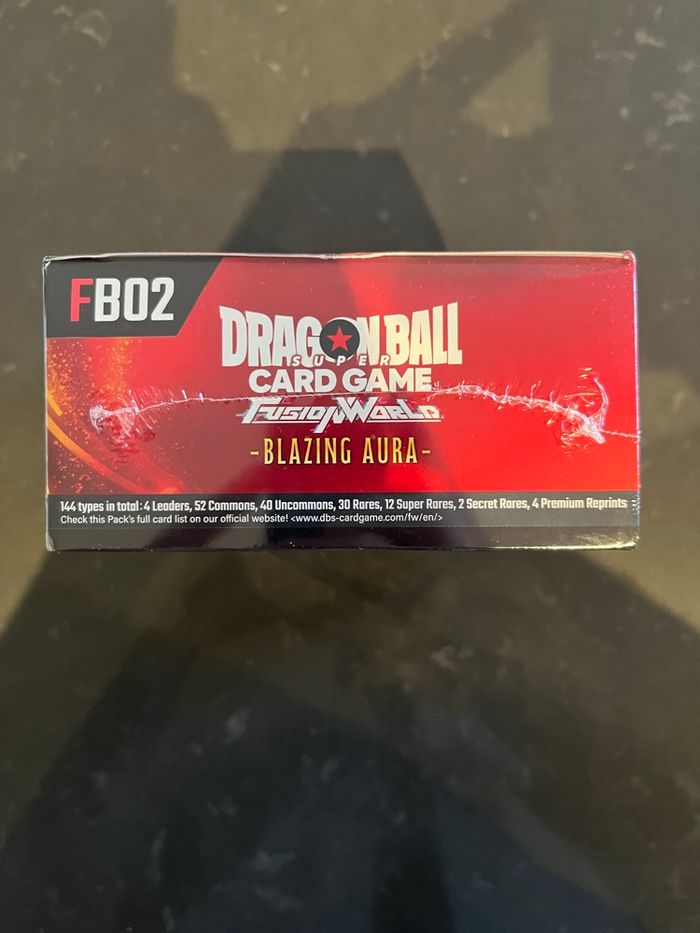 FB02
DRAGON BALL
SUPER
CARD GAME
FUSION WORLD
-BLAZING AURA-
144 types in total: 4 Leaders, 52 Commons, 40 Uncommons, 30 Rares, 12 Super Rares, 2 Secret Rares, 4 Premium Reprints
Check this Pack's full card list on our official website! <www.dbs-cardgame.com/fw/en/>